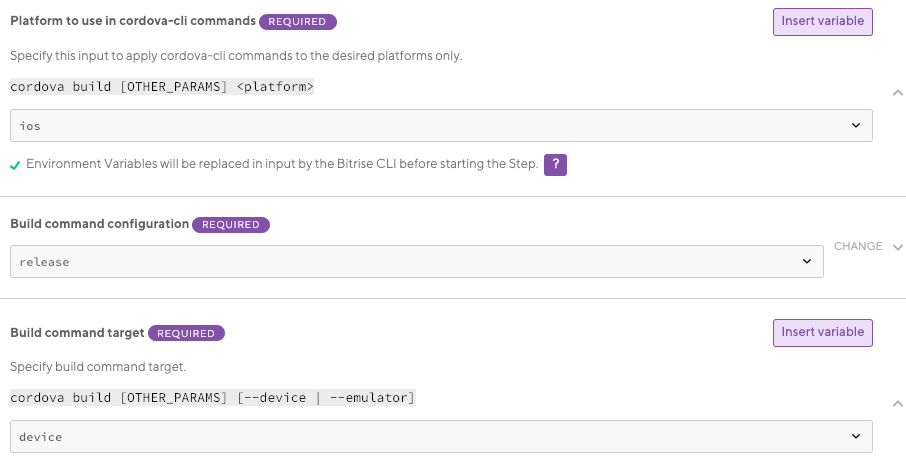 Platform to use in cordova-cli commands REQUIRED Insert variable
Specify this input to apply cordova-cli commands to the desired platforms only.
cordova build [OTHER_PARAMS] <platform>
ios
Environment Variables will be replaced in input by the Bitrise CLI before starting the Step. ?
Build command configuration REQUIRED
CHANGE
release
Build command target REQUIRED Insert variable
Specify build command target.
cordova build [OTHER_PARAMS] [--device | --emulator]
device